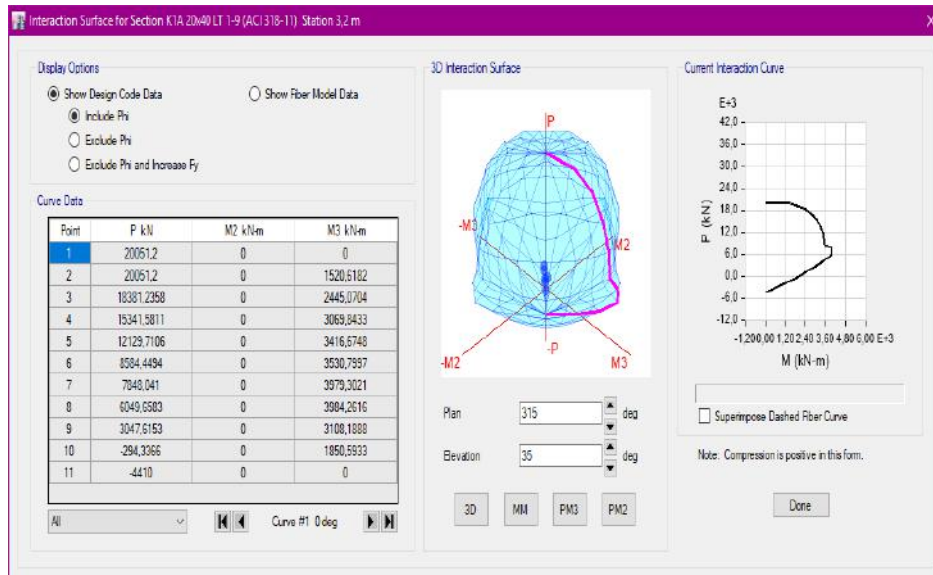 Interaction Surface for Section K1A 20x40 LT 1-9 (ACI 318-11) Station 3,2 m
X
Display Options
Show Design Code Data
Show Fiber Model Data
Include Phi
Exclude Phi
Exclude Phi and Increase Fy
Curve Data
Point P kN M2 kN-m M3 kN-m
1 20051,2 0 0
2 20051,2 0 1520,6182
3 18381,2358 0 2445,0704
4 15341,5811 0 3069,8433
5 12129,7106 0 3416,6748
6 8584,4494 0 3530,7997
7 7848,041 0 3979,3021
8 6049,6583 0 3984,2616
9 3047,6153 0 3108,1888
10 -294,3366 0 1850,5933
11 -4410 0 0
All
Curve #1 0 deg
3D Interaction Surface
P
-M3
M2
-M2
-P
M3
Plan 315 deg
Elevation 35 deg
3D MM PM3 PM2
Current Interaction Curve
E+3
42,0
36,0
30,0
24,0
18,0
12,0
6,0
0,0
-6,0
-12,0
P (kN)
-1,200,00 1,20 2,40 3,60 4,80 6,00 E+3
M (kN-m)
Superimpose Dashed Fiber Curve
Note: Compression is positive in this form.
Done